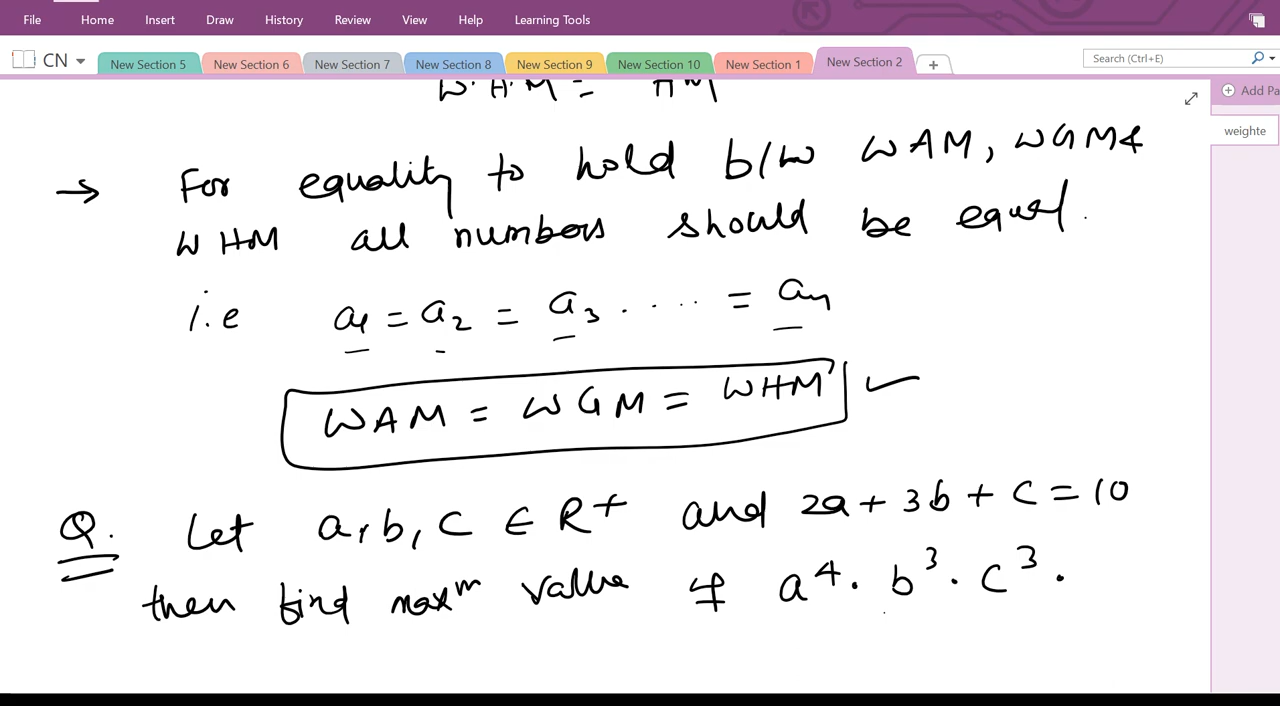 File Home Insert Draw History Review View Help Learning Tools
CN New Section 5 New Section 6 New Section 7 New Section 8 New Section 9 New Section 10 New Section 1 New Section 2 + Search (Ctrl+E)
Add Pa
weighte
W.H.M = HM
→ For equality to hold b/w WAM, WGM &
WHM all numbers should be equal.
i.e a₁ = a₂ = a₃ ..... = aₙ
WAM = WGM = WHM ✓
Q. Let a, b, C ∈ R⁺ and 2a + 3b + C = 10
then find maxᵐ value of a⁴ · b³ · c³ ·